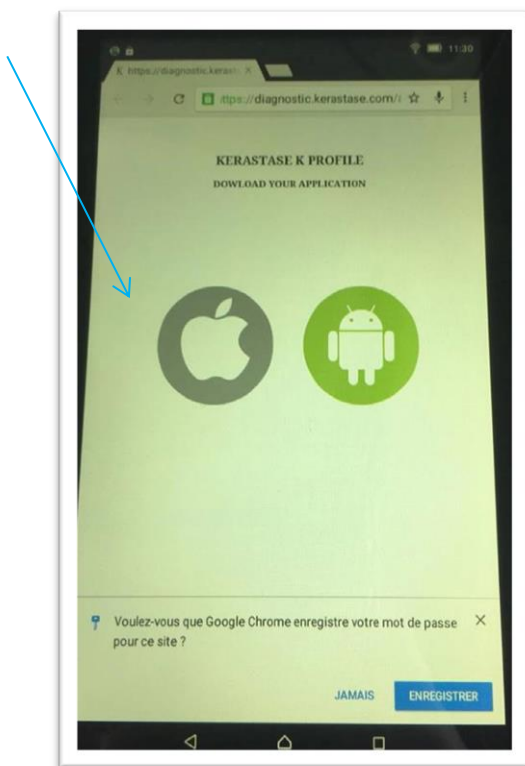 11:30
K https://diagnostic.kerast
ttps://diagnostic.kerastase.com/
KERASTASE K PROFILE
DOWLOAD YOUR APPLICATION
Voulez-vous que Google Chrome enregistre votre mot de passe
pour ce site ?
JAMAIS
ENREGISTRER